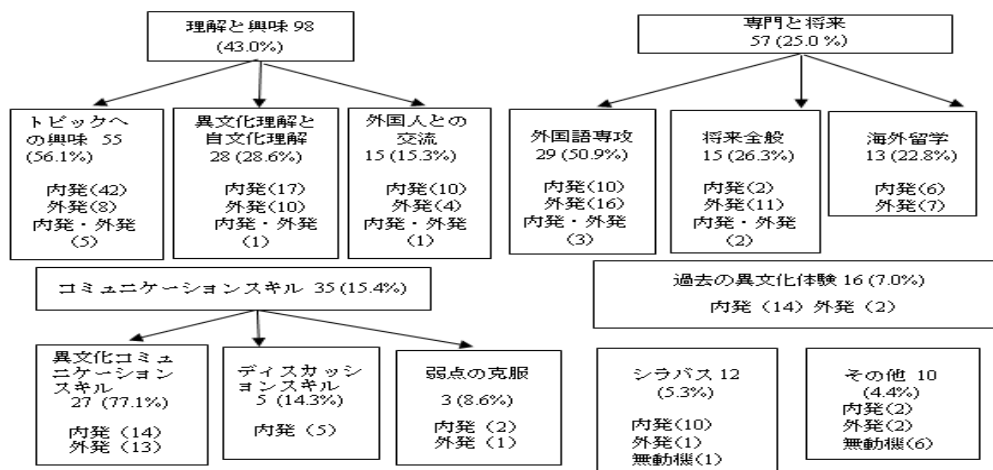 理解と興味 98
(43.0%)
専門と将来
57 (25.0 %)
トピックへ
の興味 55
(56.1%)
内発(42)
外発(8)
内発・外発
(5)
異文化理解と
自文化理解
28 (28.6%)
内発(17)
外発(10)
内発・外発
(1)
外国人との
交流
15 (15.3%)
内発(10)
外発(4)
内発・外発
(1)
外国語専攻
29 (50.9%)
内発(10)
外発(16)
内発・外発
(3)
将来全般
15 (26.3%)
内発(2)
外発(11)
内発・外発
(2)
海外留学
13 (22.8%)
内発(6)
外発(7)
コミュニケーションスキル 35 (15.4%)
過去の異文化体験 16 (7.0%)
内発(14) 外発(2)
異文化コミュ
ニケーション
スキル
27 (77.1%)
内発(14)
外発(13)
ディスカッシ
ョンスキル
5 (14.3%)
内発(5)
弱点の克服
3 (8.6%)
内発(2)
外発(1)
シラバス 12
(5.3%)
内発(10)
外発(1)
無動機(1)
その他 10
(4.4%)
内発(2)
外発(2)
無動機(6)